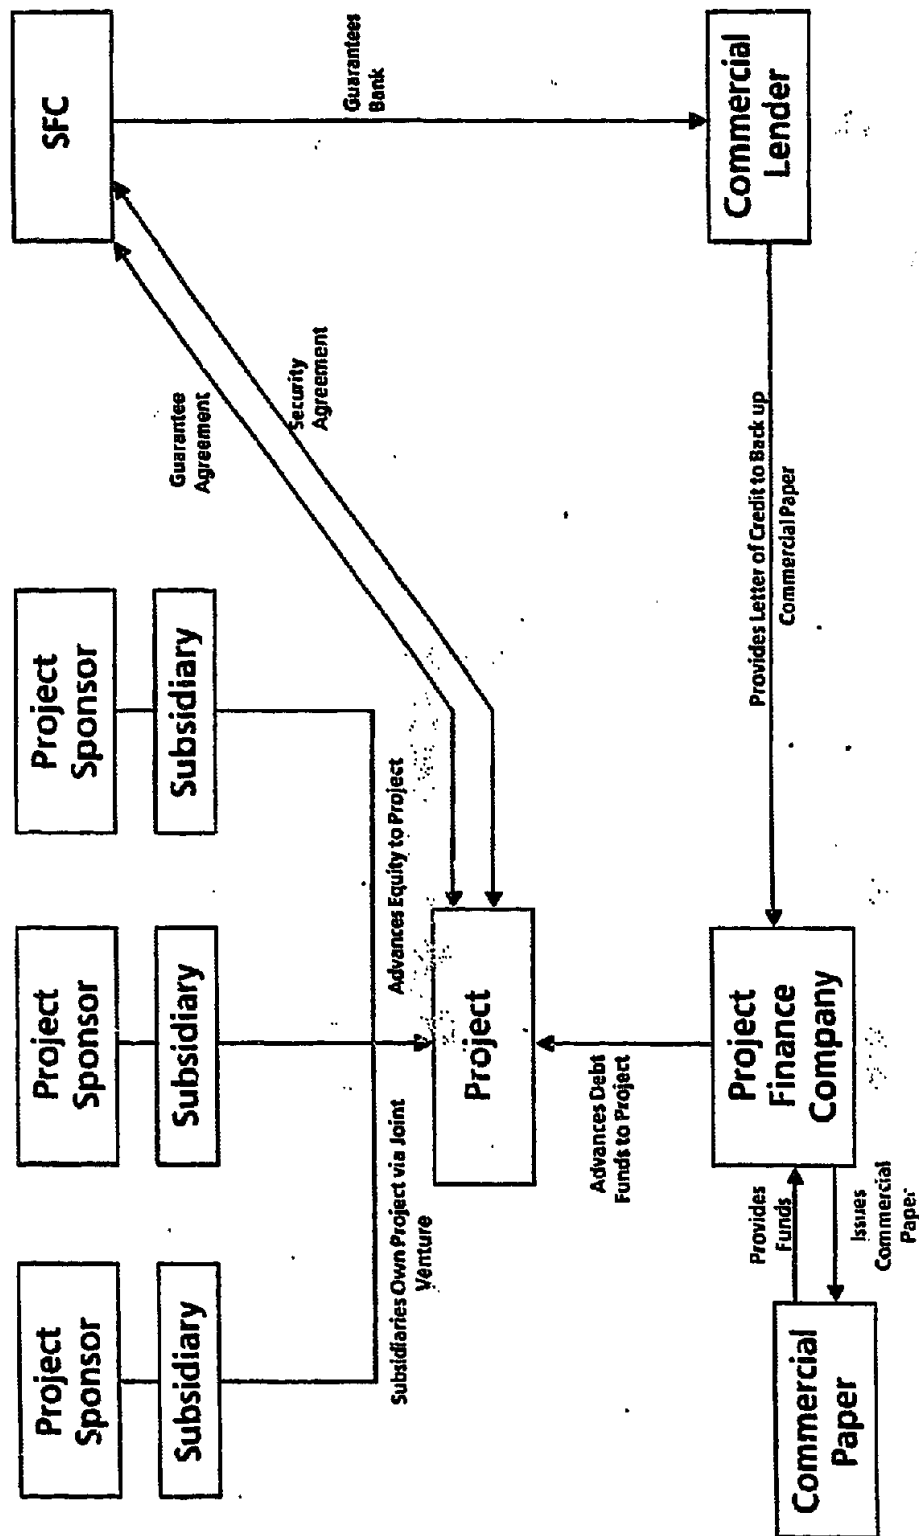 Project
Sponsor
Project
Sponsor
Project
Sponsor
SFC
Subsidiary
Subsidiary
Subsidiary
Guarantee
Agreement
Security
Agreement
Guarantees
Bank
Subsidiaries Own Project via Joint
Venture
Advances Equity to Project
Project
Advances Debt
Funds to Project
Provides Letter of Credit to Back up
Commercial Paper
Commercial
Lender
Project
Finance
Company
Provides
Funds
Issues
Commercial
Paper
Commercial
Paper